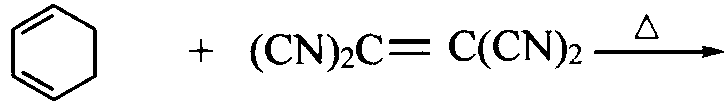 + (CN)₂C=C(CN)₂ △